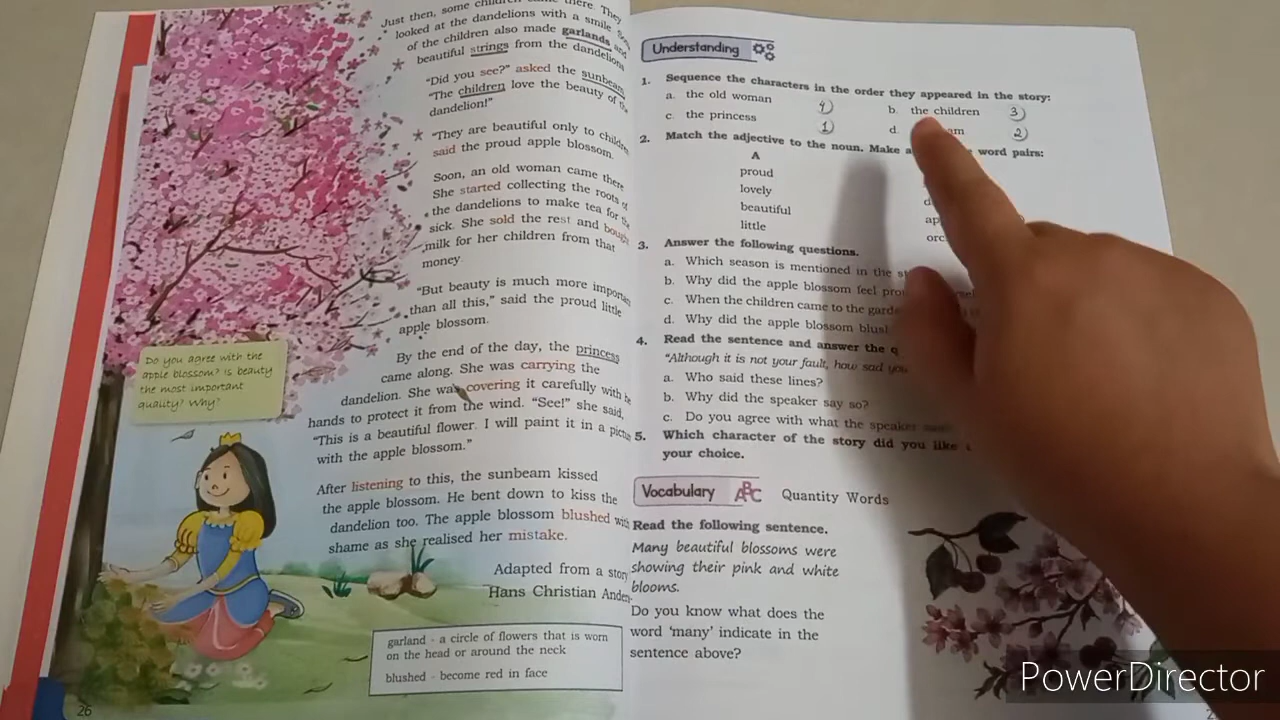 Just then, some children came there. They
looked at the dandelions with a smile.
of the children also made garlands and
beautiful strings from the dandelions
"Did you see?" asked the sunbeam.
"The children love the beauty of the
dandelion!"
"They are beautiful only to children
said the proud apple blossom.
Soon, an old woman came there
She started collecting the roots of
the dandelions to make tea for the
sick. She sold the rest and bought
milk for her children from that
money.
"But beauty is much more important
than all this," said the proud little
apple blossom.
By the end of the day, the princess
came along. She was carrying the
dandelion. She was covering it carefully with
hands to protect it from the wind. "See!" she said,
"This is a beautiful flower. I will paint it in a picture
with the apple blossom."
After listening to this, the sunbeam kissed
the apple blossom. He bent down to kiss the
dandelion too. The apple blossom blushed with
shame as she realised her mistake.
Adapted from a story
Hans Christian Ander
Do you agree with the
apple blossom? Is beauty
the most important
quality? Why?
garland - a circle of flowers that is worn
on the head or around the neck
blushed - become red in face
26
Understanding
1. Sequence the characters in the order they appeared in the story:
a. the old woman 4 b. the children 3
c. the princess 1 d. am 2
2. Match the adjective to the noun. Make word pairs:
A
proud
lovely
beautiful
little
3. Answer the following questions.
a. Which season is mentioned in the
b. Why did the apple blossom feel
c. When the children came to the
d. Why did the apple blossom
4. Read the sentence and answer the
"Although it is not your fault, how sad you
a. Who said these lines?
b. Why did the speaker say so?
c. Do you agree with what the speaker
5. Which character of the story did you like
your choice.
Vocabulary ABC Quantity Words
Read the following sentence.
Many beautiful blossoms were
showing their pink and white
blooms.
Do you know what does the
word 'many' indicate in the
sentence above?
PowerDirector